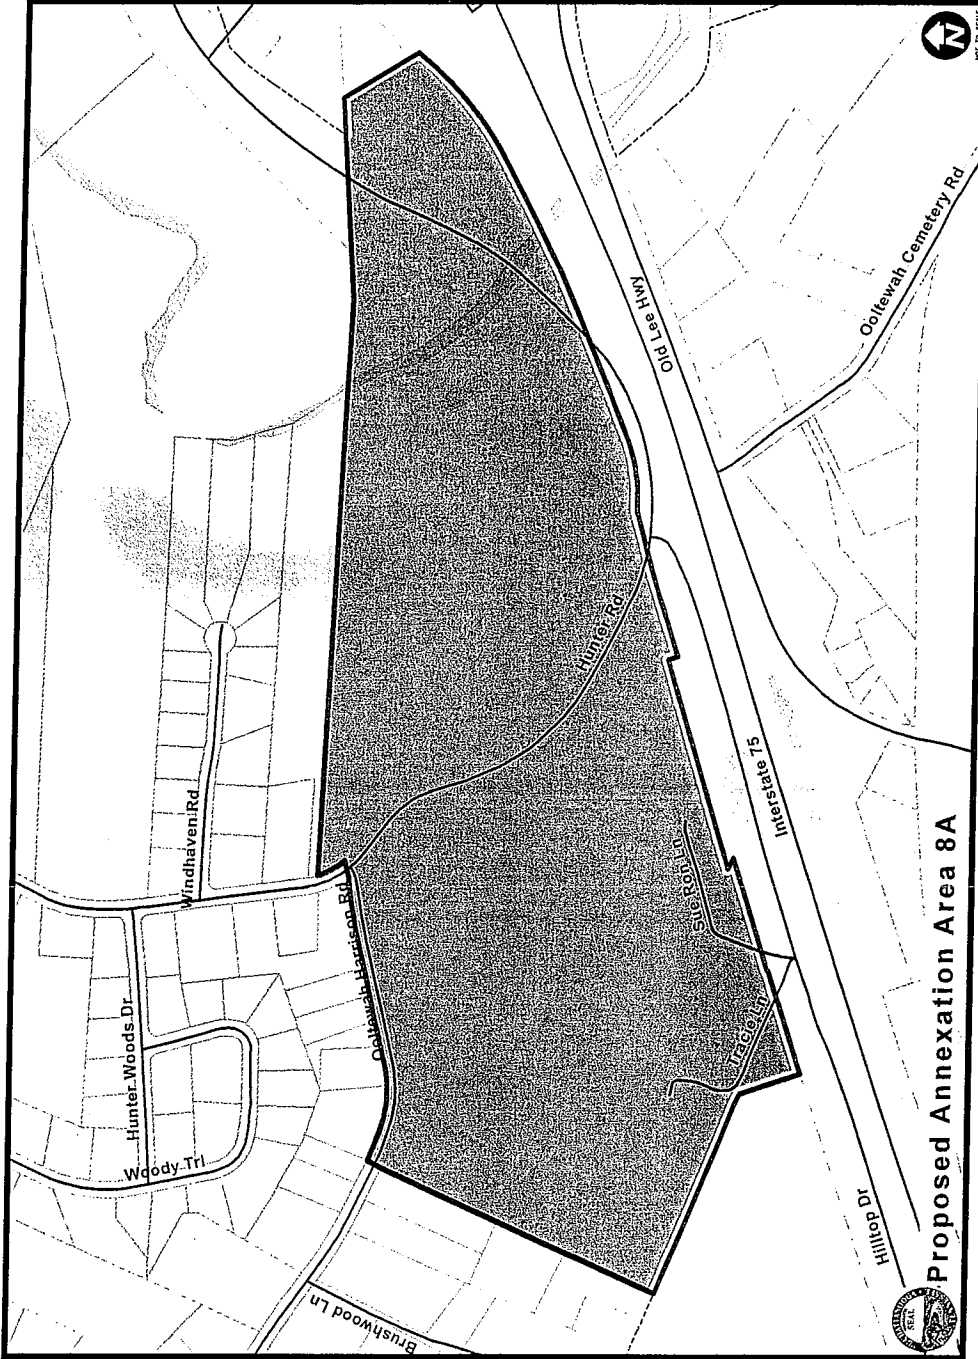 Proposed Annexation Area 8A
N
Windhaven Rd
Hunter Woods Dr
Woody Trl
Ooltewah Harrison Rd
Brushwood Ln
Hunter Rd
Sue Ron Ln
Tracie Ln
Hilltop Dr
Interstate 75
Old Lee Hwy
Ooltewah Cemetery Rd
SEAL